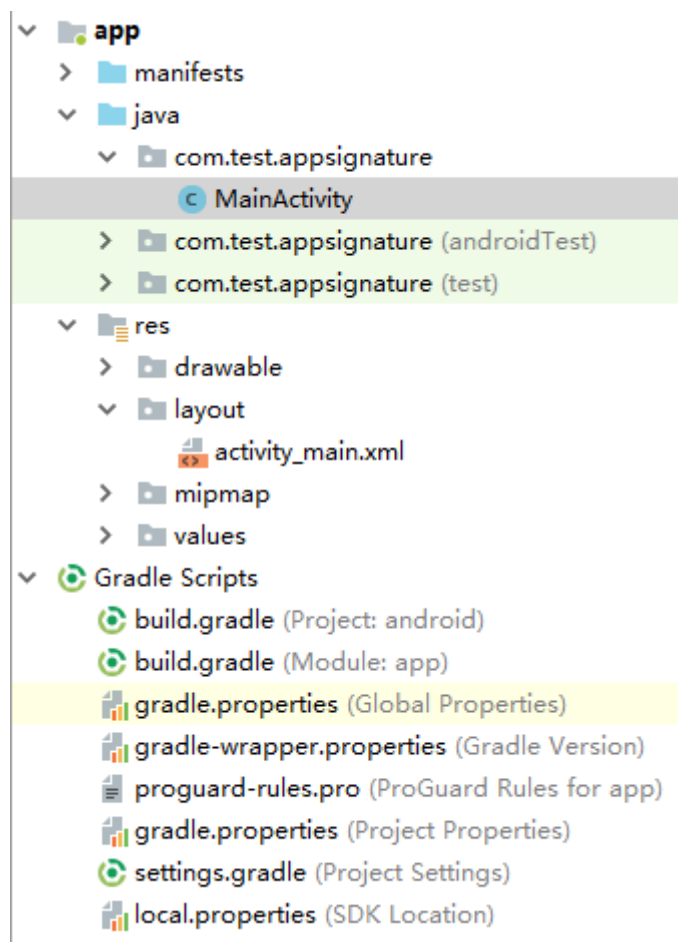 app
manifests
java
com.test.appsignature
C MainActivity
com.test.appsignature (androidTest)
com.test.appsignature (test)
res
drawable
layout
activity_main.xml
mipmap
values
Gradle Scripts
build.gradle (Project: android)
build.gradle (Module: app)
gradle.properties (Global Properties)
gradle-wrapper.properties (Gradle Version)
proguard-rules.pro (ProGuard Rules for app)
gradle.properties (Project Properties)
settings.gradle (Project Settings)
local.properties (SDK Location)